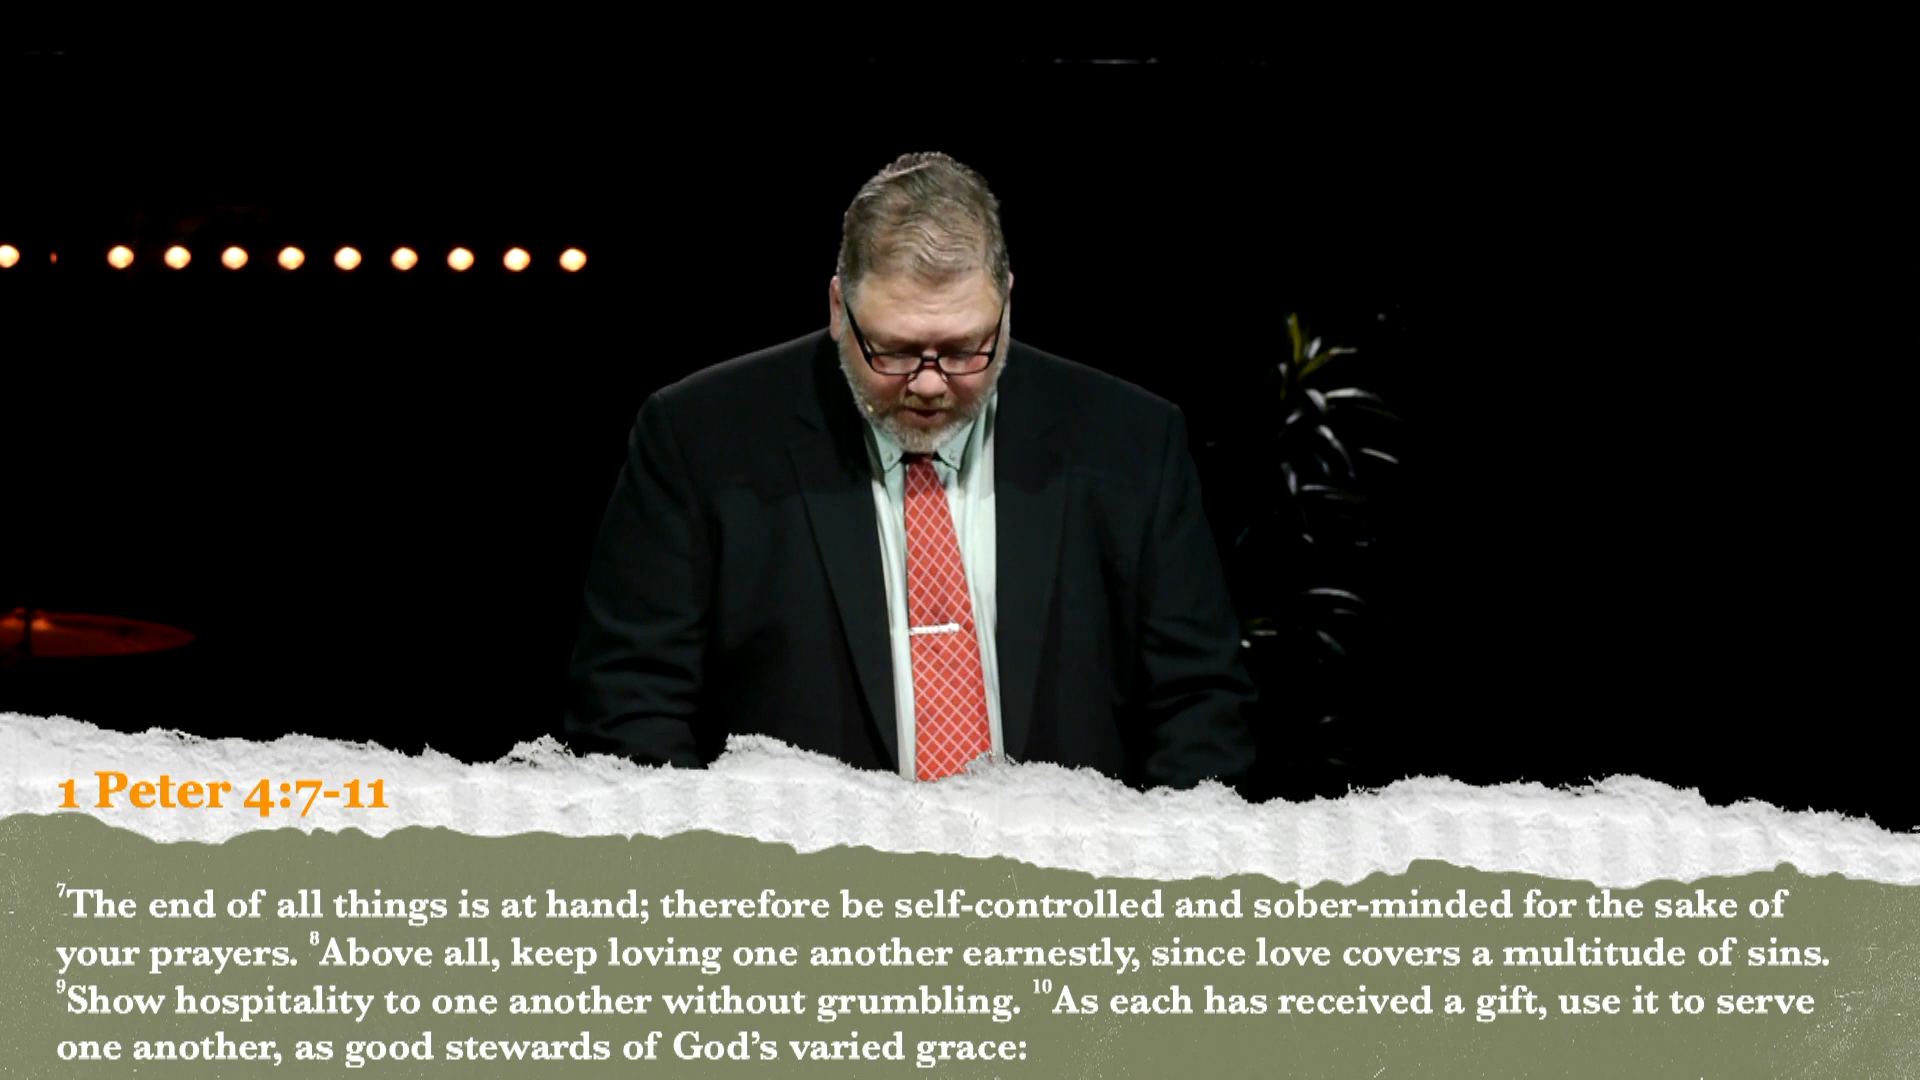 1 Peter 4:7-11
7The end of all things is at hand; therefore be self-controlled and sober-minded for the sake of
your prayers. 8Above all, keep loving one another earnestly, since love covers a multitude of sins.
9Show hospitality to one another without grumbling. 10As each has received a gift, use it to serve
one another, as good stewards of God’s varied grace: